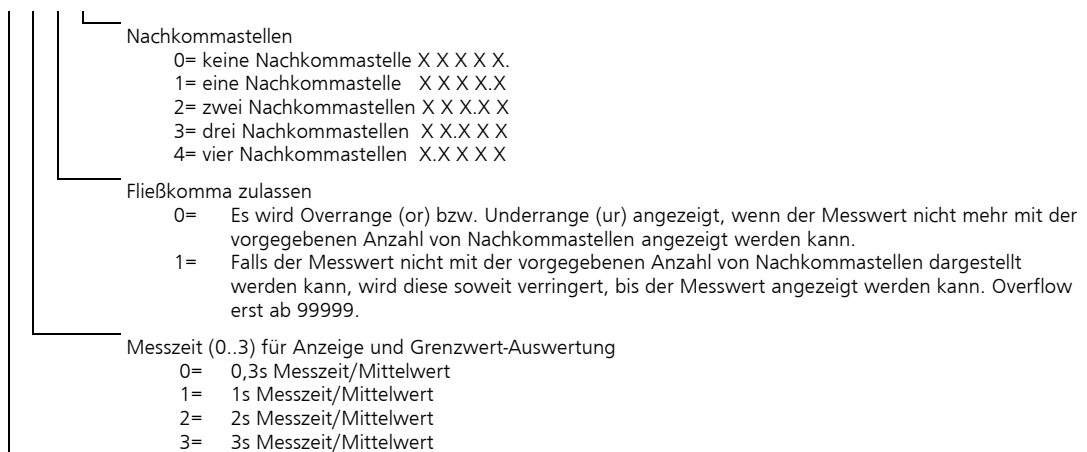 Nachkommastellen
0= keine Nachkommastelle X X X X X.
1= eine Nachkommastelle X X X X.X
2= zwei Nachkommastellen X X X.X X
3= drei Nachkommastellen X X.X X X
4= vier Nachkommastellen X.X X X X
Fließkomma zulassen
0= Es wird Overrange (or) bzw. Underrange (ur) angezeigt, wenn der Messwert nicht mehr mit der
vorgegebenen Anzahl von Nachkommastellen angezeigt werden kann.
1= Falls der Messwert nicht mit der vorgegebenen Anzahl von Nachkommastellen dargestellt
werden kann, wird diese soweit verringert, bis der Messwert angezeigt werden kann. Overflow
erst ab 99999.
Messzeit (0..3) für Anzeige und Grenzwert-Auswertung
0= 0,3s Messzeit/Mittelwert
1= 1s Messzeit/Mittelwert
2= 2s Messzeit/Mittelwert
3= 3s Messzeit/Mittelwert